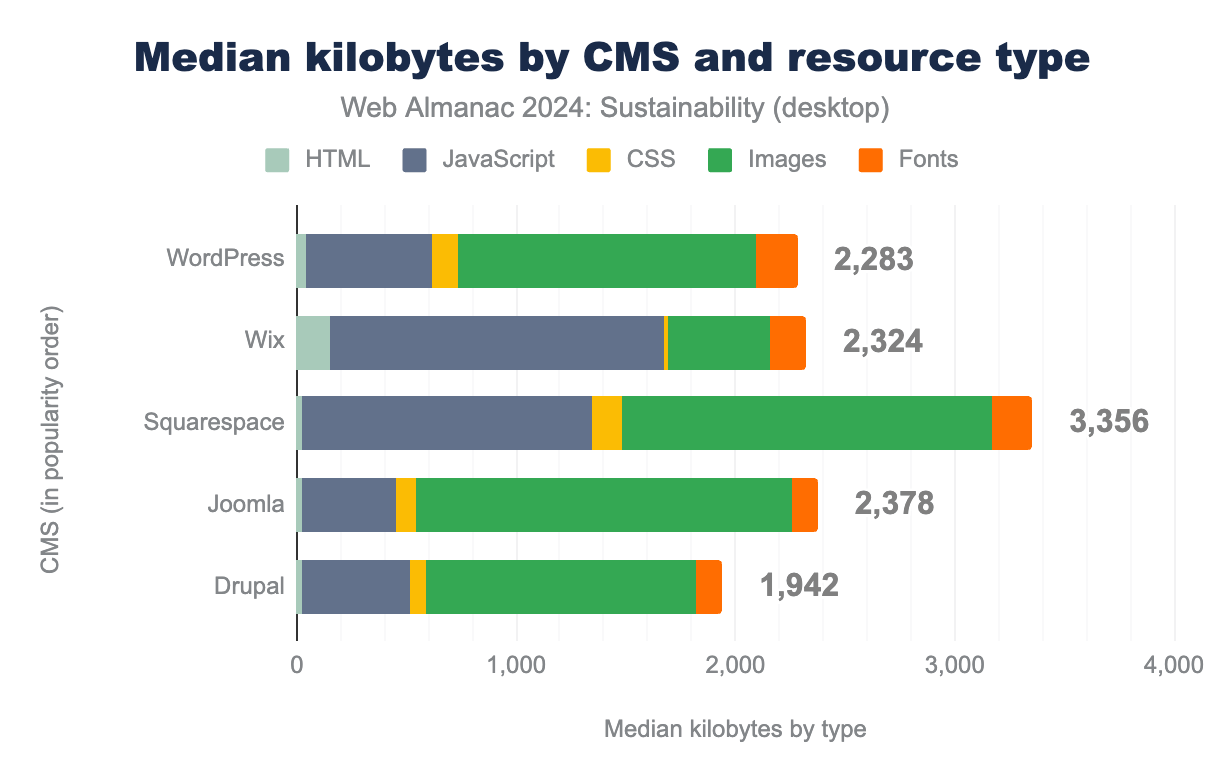 Median kilobytes by CMS and resource type
Web Almanac 2024: Sustainability (desktop)
HTML JavaScript CSS Images Fonts
CMS (in popularity order)
WordPress 2,283
Wix 2,324
Squarespace 3,356
Joomla 2,378
Drupal 1,942
0 1,000 2,000 3,000 4,000
Median kilobytes by type